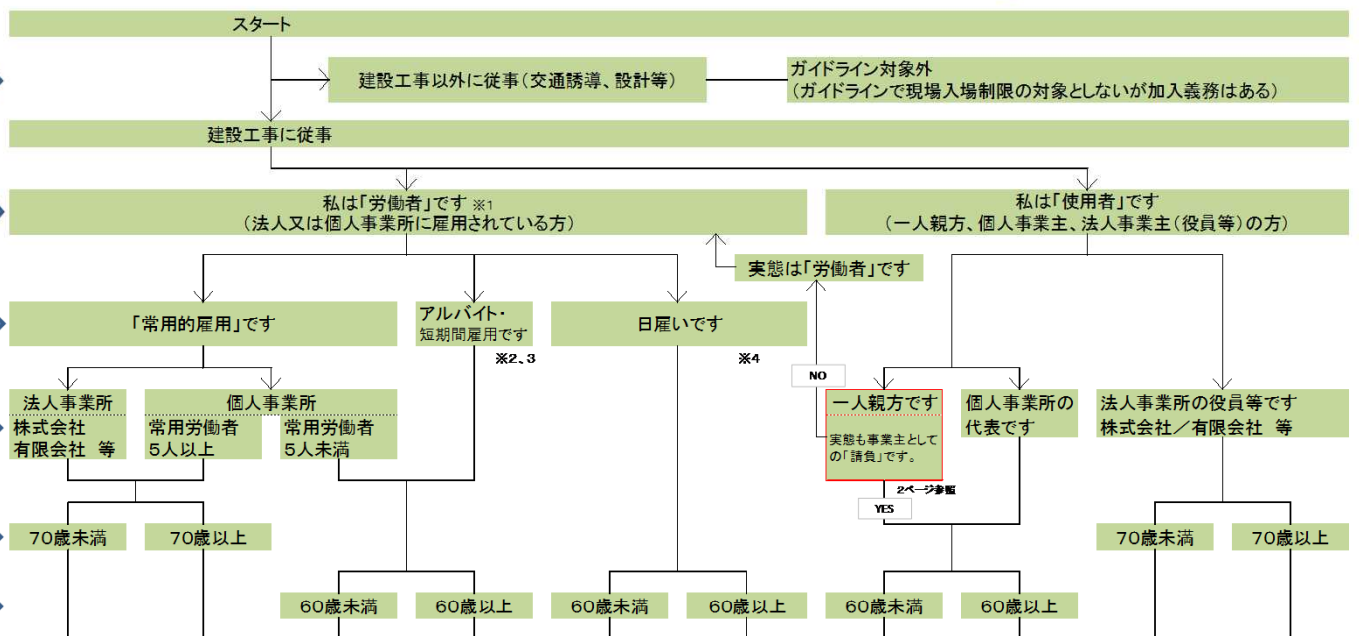 スタート
建設工事以外に従事(交通誘導、設計等)
ガイドライン対象外
(ガイドラインで現場入場制限の対象としないが加入義務はある)
建設工事に従事
私は「労働者」です ※1
(法人又は個人事業所に雇用されている方)
私は「使用者」です
(一人親方、個人事業主、法人事業主(役員等)の方)
実態は「労働者」です
「常用的雇用」です
アルバイト・
短期間雇用です
※2、3
日雇いです
※4
NO
法人事業所
株式会社
有限会社 等
個人事業所
常用労働者
5人以上
常用労働者
5人未満
一人親方です
実態も事業主として
の「請負」です。
2ページ参照
YES
個人事業所の
代表です
法人事業所の役員等です
株式会社/有限会社 等
70歳未満
70歳以上
70歳未満
70歳以上
60歳未満
60歳以上
60歳未満
60歳以上
60歳未満
60歳以上